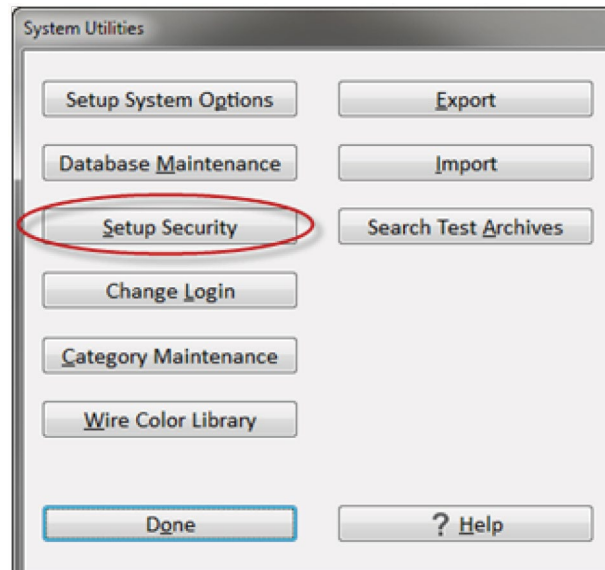 System Utilities
Setup System Options
Export
Database Maintenance
Import
Setup Security
Search Test Archives
Change Login
Category Maintenance
Wire Color Library
Done
? Help